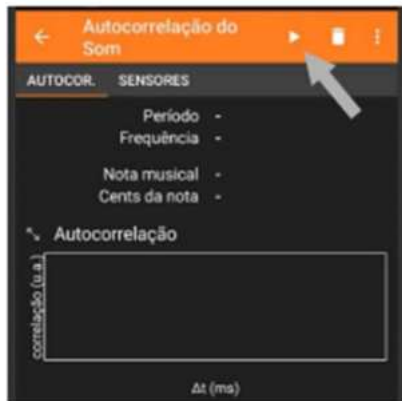 Autocorrelação do
Som
AUTOCOR. SENSORES
Período -
Frequência -
Nota musical -
Cents da nota -
Autocorrelação
correlação (u.a.)
Δt (ms)